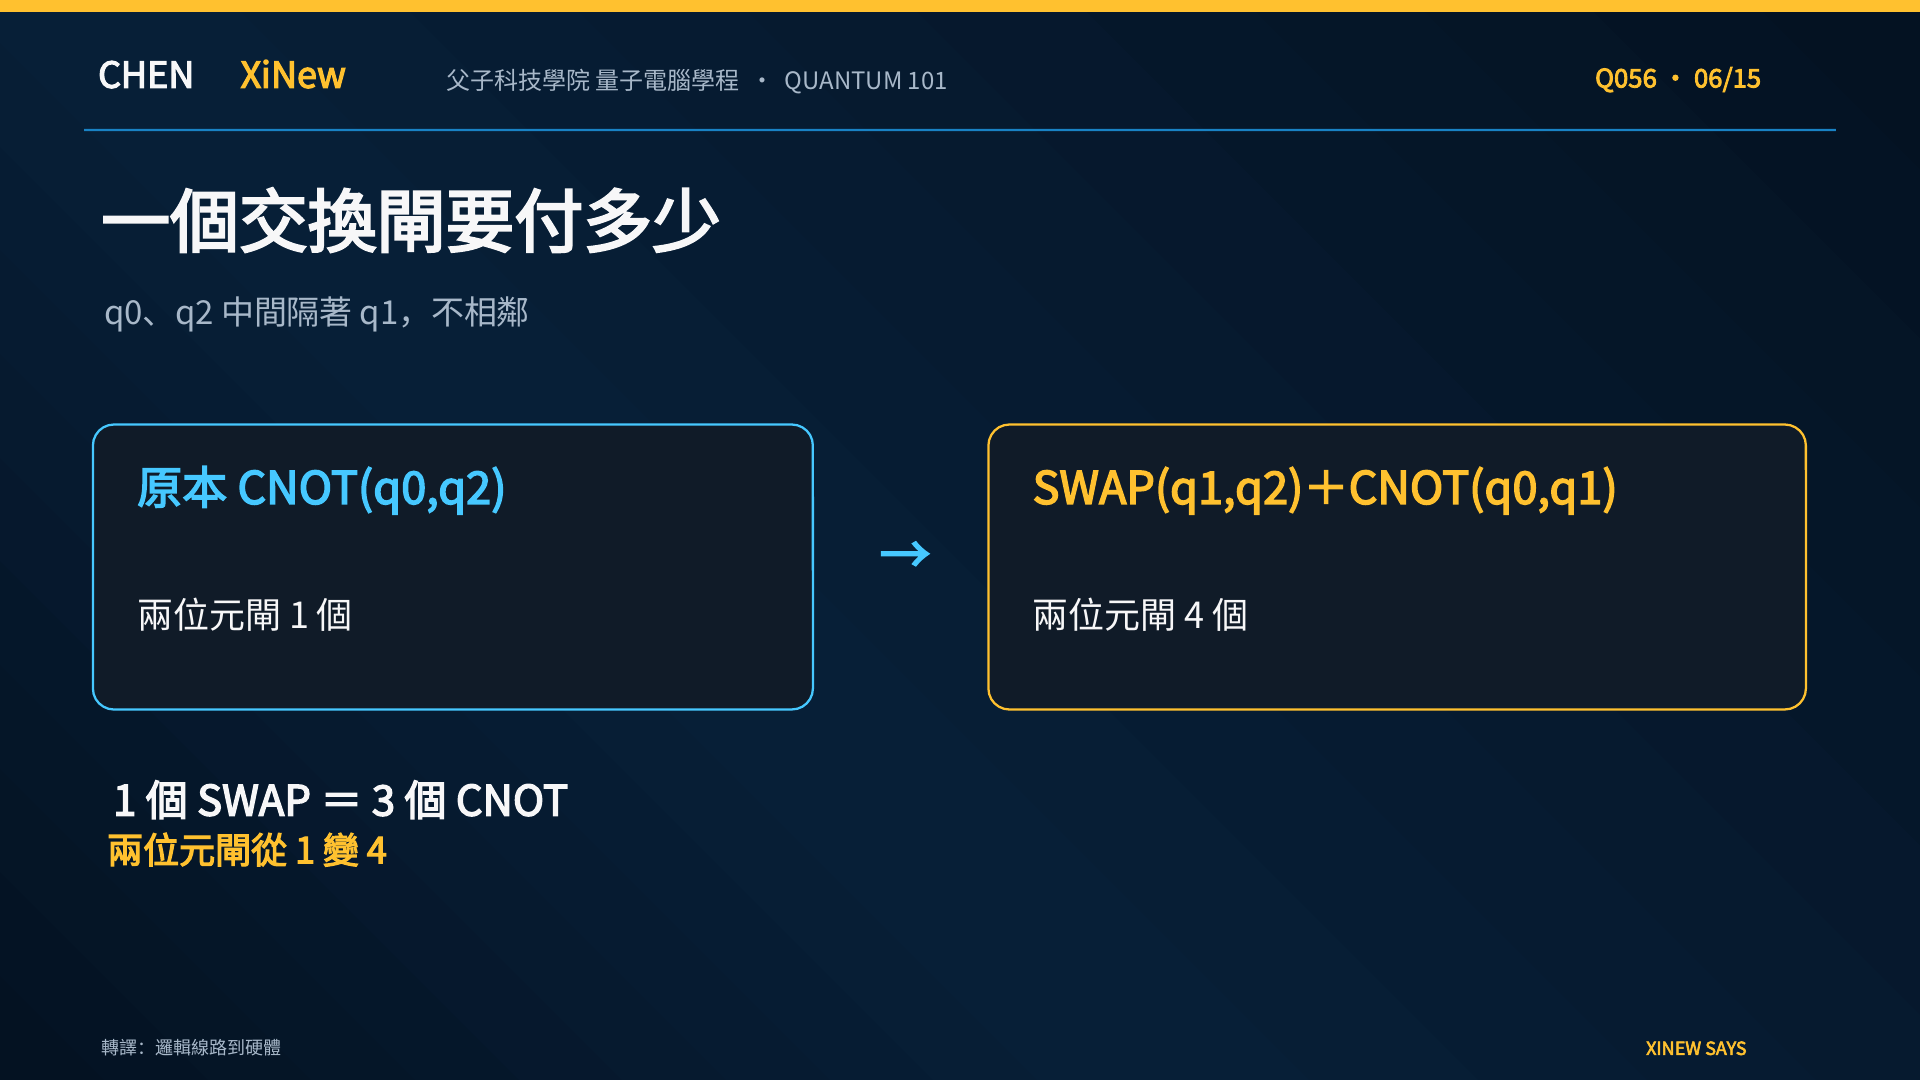 CHEN XiNew 父子科技學院 量子電腦學程 · QUANTUM 101 Q056 · 06/15
一個交換閘要付多少
q0、q2 中間隔著 q1，不相鄰
原本 CNOT(q0,q2)
兩位元閘 1 個
→
SWAP(q1,q2)＋CNOT(q0,q1)
兩位元閘 4 個
1 個 SWAP ＝ 3 個 CNOT
兩位元閘從 1 變 4
轉譯：邏輯線路到硬體 XINEW SAYS